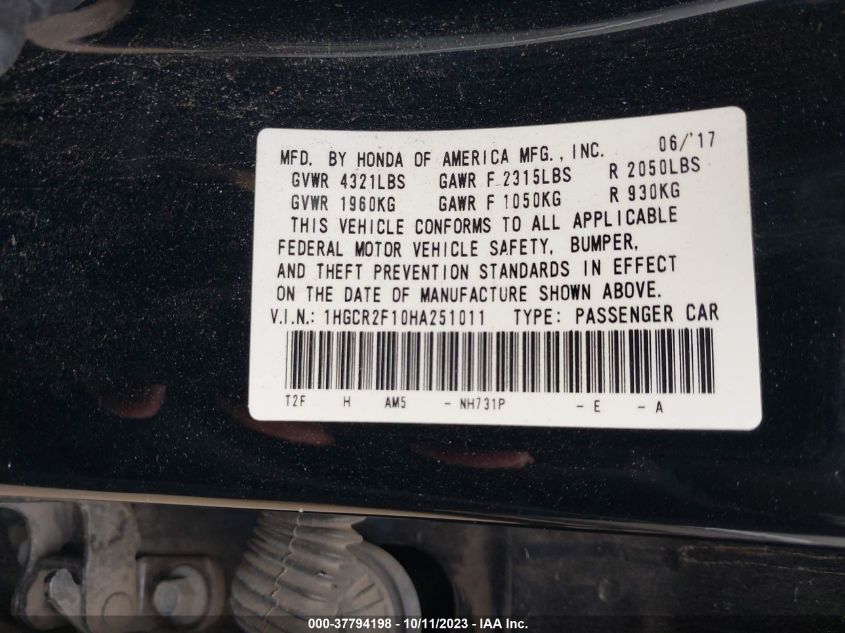 MFD. BY HONDA OF AMERICA MFG., INC. 06/'17
GVWR 4321LBS GAWR F 2315LBS R 2050LBS
GVWR 1960KG GAWR F 1050KG R 930KG
THIS VEHICLE CONFORMS TO ALL APPLICABLE
FEDERAL MOTOR VEHICLE SAFETY, BUMPER,
AND THEFT PREVENTION STANDARDS IN EFFECT
ON THE DATE OF MANUFACTURE SHOWN ABOVE.
V.I.N.: 1HGCR2F10HA251011 TYPE: PASSENGER CAR
T2F H AM5 - NH731P - E - A
000-37794198 - 10/11/2023 - IAA Inc.